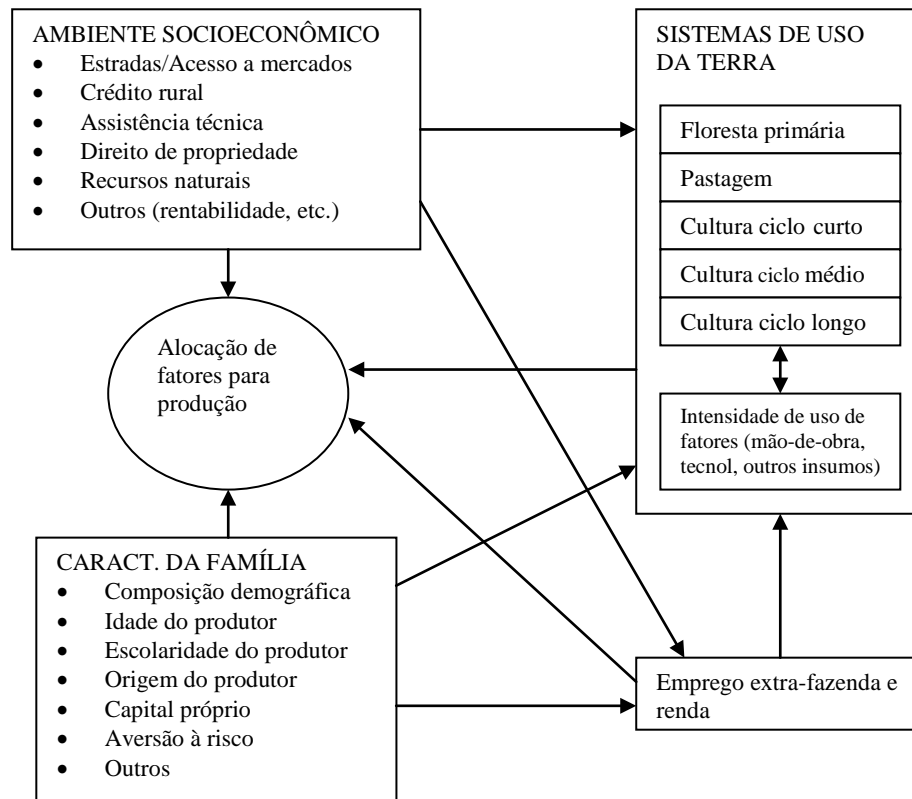 AMBIENTE SOCIOECONÔMICO
• Estradas/Acesso a mercados
• Crédito rural
• Assistência técnica
• Direito de propriedade
• Recursos naturais
• Outros (rentabilidade, etc.)
SISTEMAS DE USO
DA TERRA
Floresta primária
Pastagem
Cultura ciclo curto
Cultura ciclo médio
Cultura ciclo longo
Intensidade de uso de
fatores (mão-de-obra,
tecnol, outros insumos)
Alocação de
fatores para
produção
CARACT. DA FAMÍLIA
• Composição demográfica
• Idade do produtor
• Escolaridade do produtor
• Origem do produtor
• Capital próprio
• Aversão à risco
• Outros
Emprego extra-fazenda e
renda